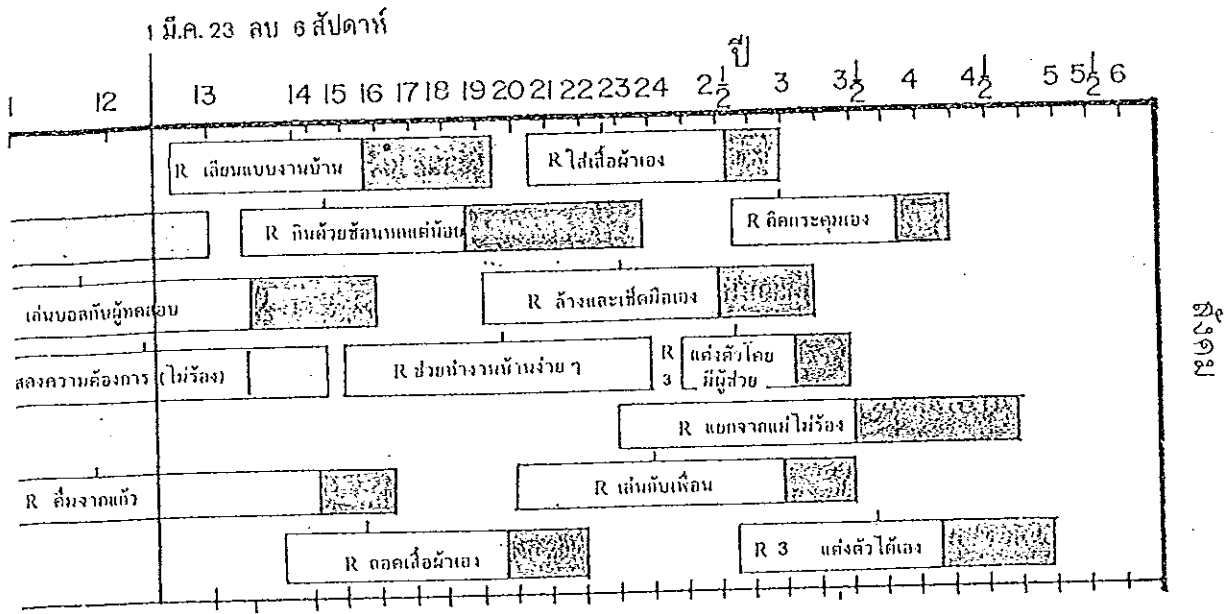 1 มี.ค. 23 ลบ 6 สัปดาห์
ปี
1 12 13 14 15 16 17 18 19 20 21 22 23 24 2½ 3 3½ 4 4½ 5 5½ 6
R เลียนแบบงานบ้าน
R ใส่เสื้อผ้าเอง
R กินด้วยช้อนหกแต่น้อย
R ติดกระดุมเอง
เล่นบอลกับผู้ทดสอบ
R ล้างและเช็ดมือเอง
แสดงความต้องการ (ไม่ร้อง)
R ช่วยทำงานบ้านง่าย ๆ
R
3
แต่งตัวโดย
มีผู้ช่วย
R แยกจากแม่ไม่ร้อง
R ดื่มจากแก้ว
R เล่นกับเพื่อน
R ถอดเสื้อผ้าเอง
R 3 แต่งตัวได้เอง
สังคม